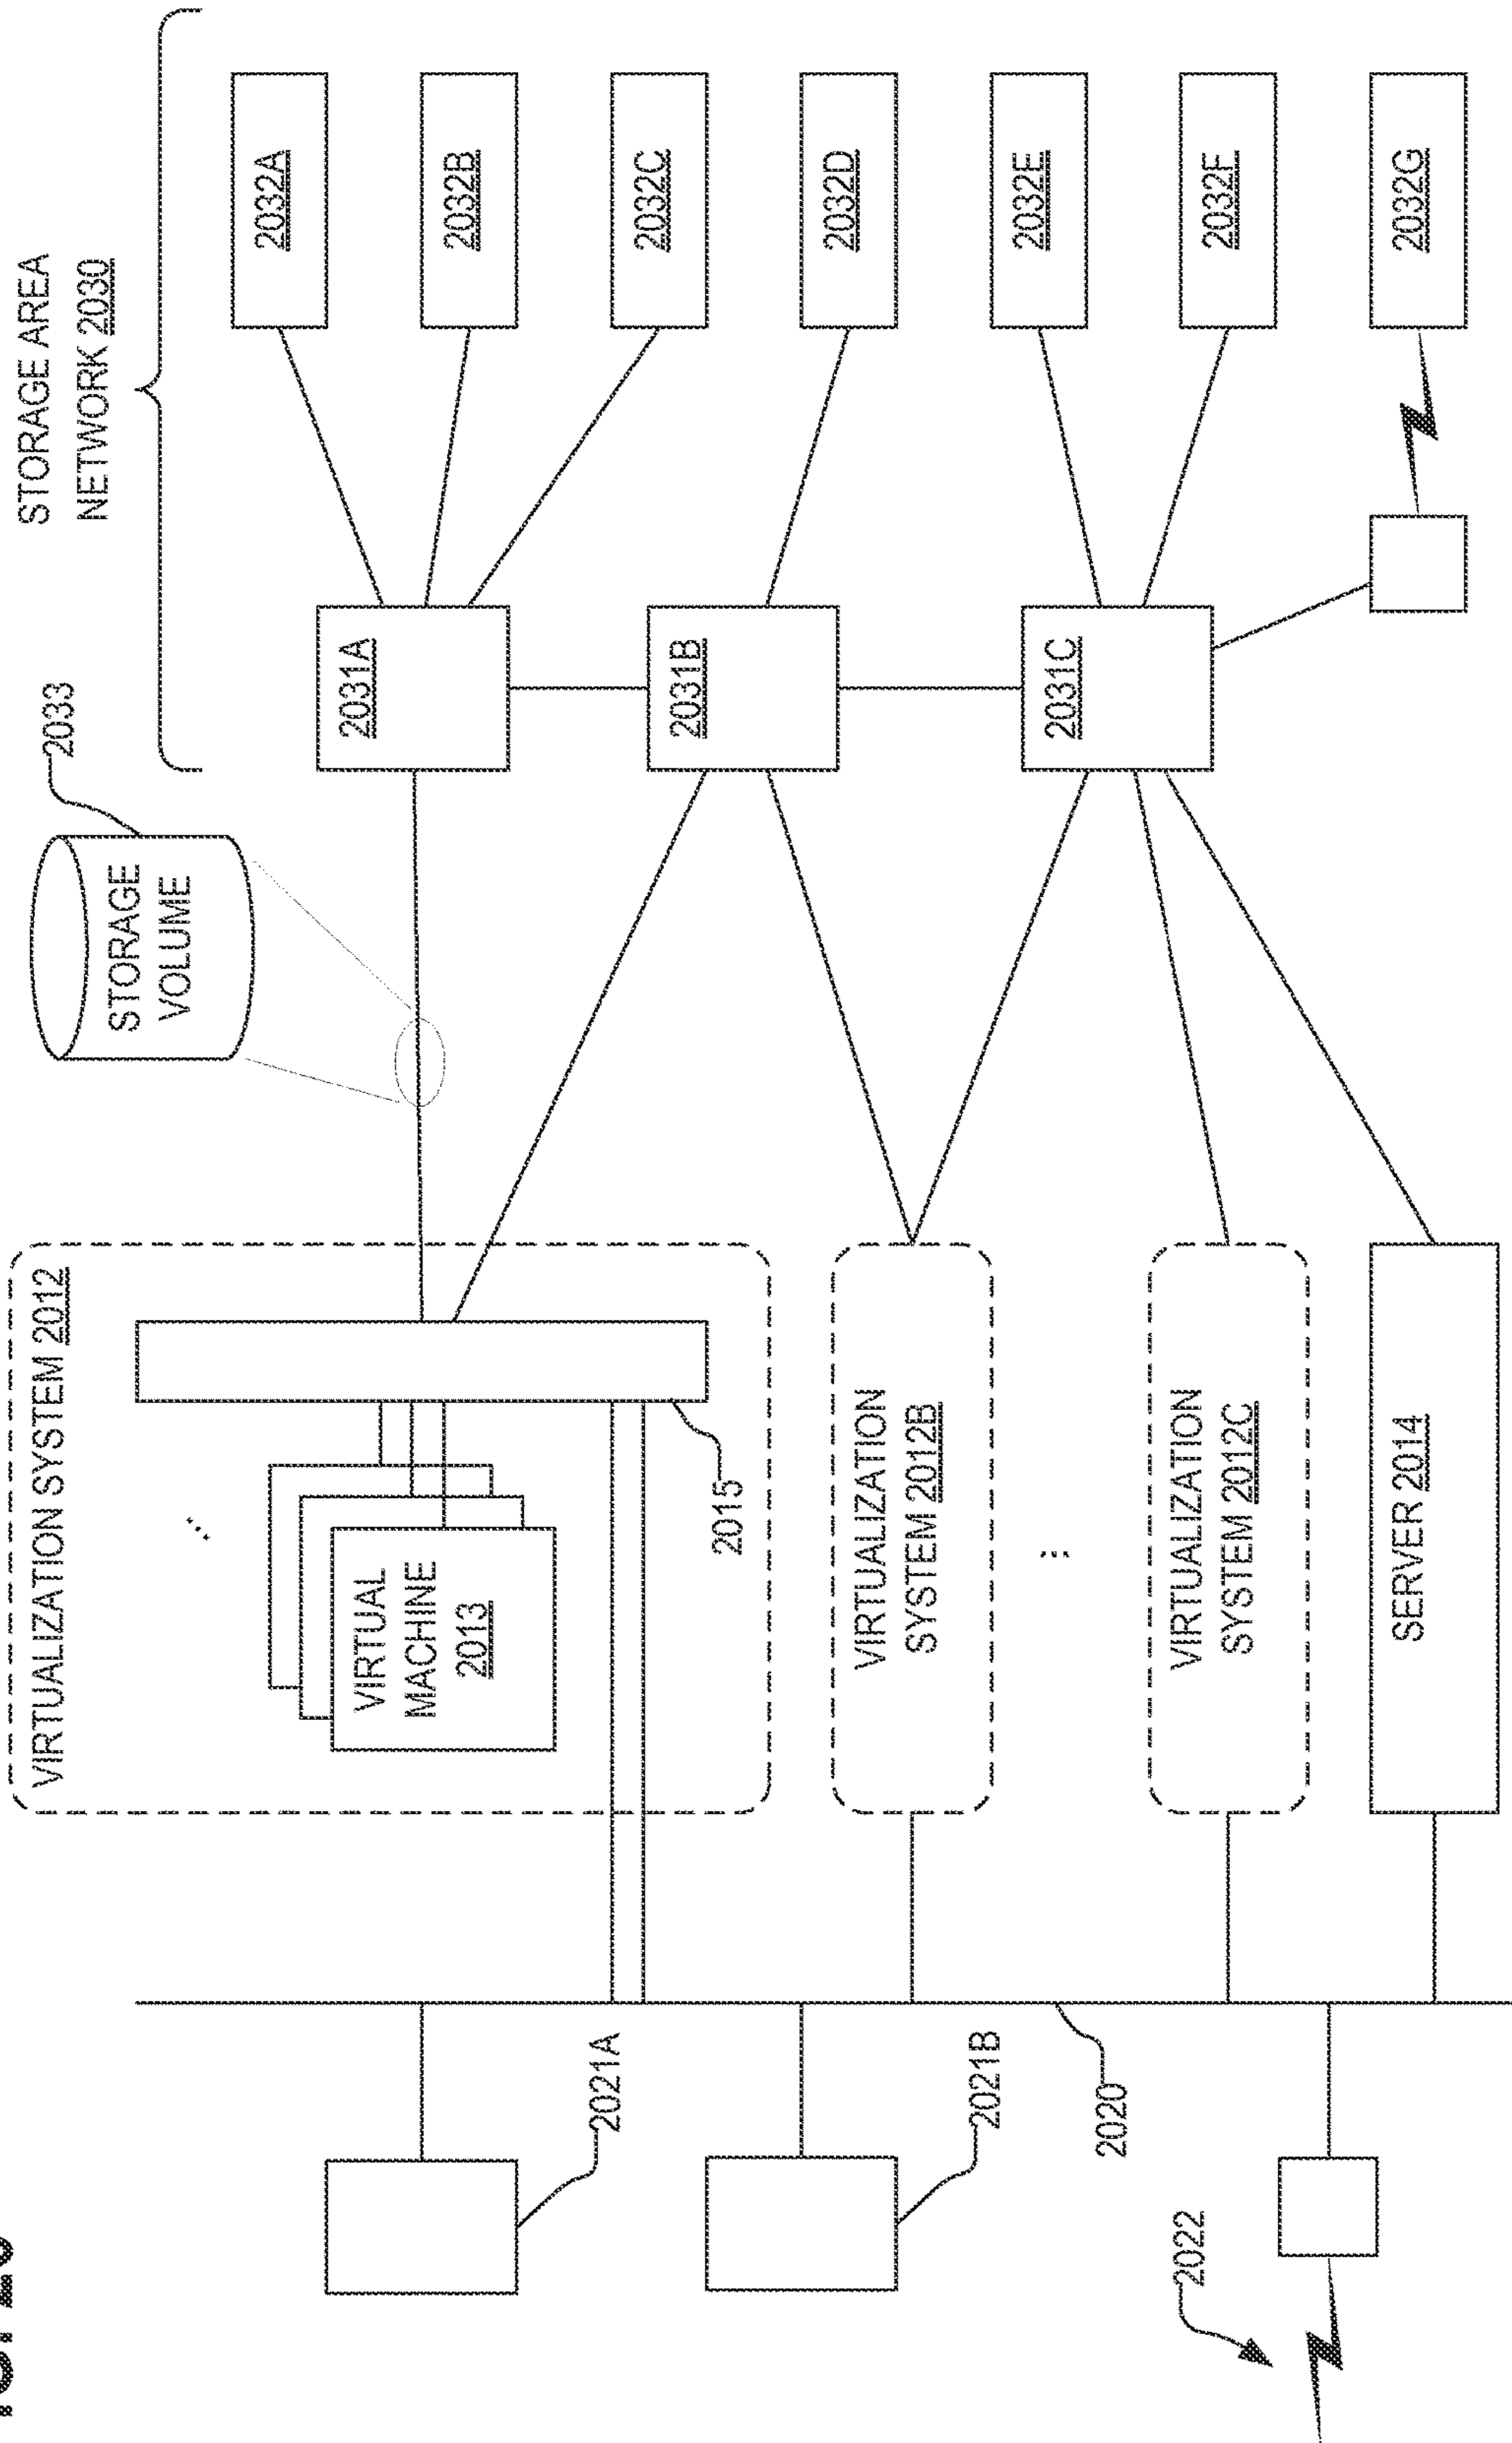 VIRTUALIZATION SYSTEM 2012
STORAGE AREA
NETWORK 2030
2033
STORAGE
VOLUME
2032A
2031A
VIRTUAL
MACHINE
2013
2032B
2021A
2032C
2031B
2015
2032D
VIRTUALIZATION
SYSTEM 2012B
2021B
...
2032E
2031C
2020
2022
VIRTUALIZATION
SYSTEM 2012C
2032F
SERVER 2014
2032G